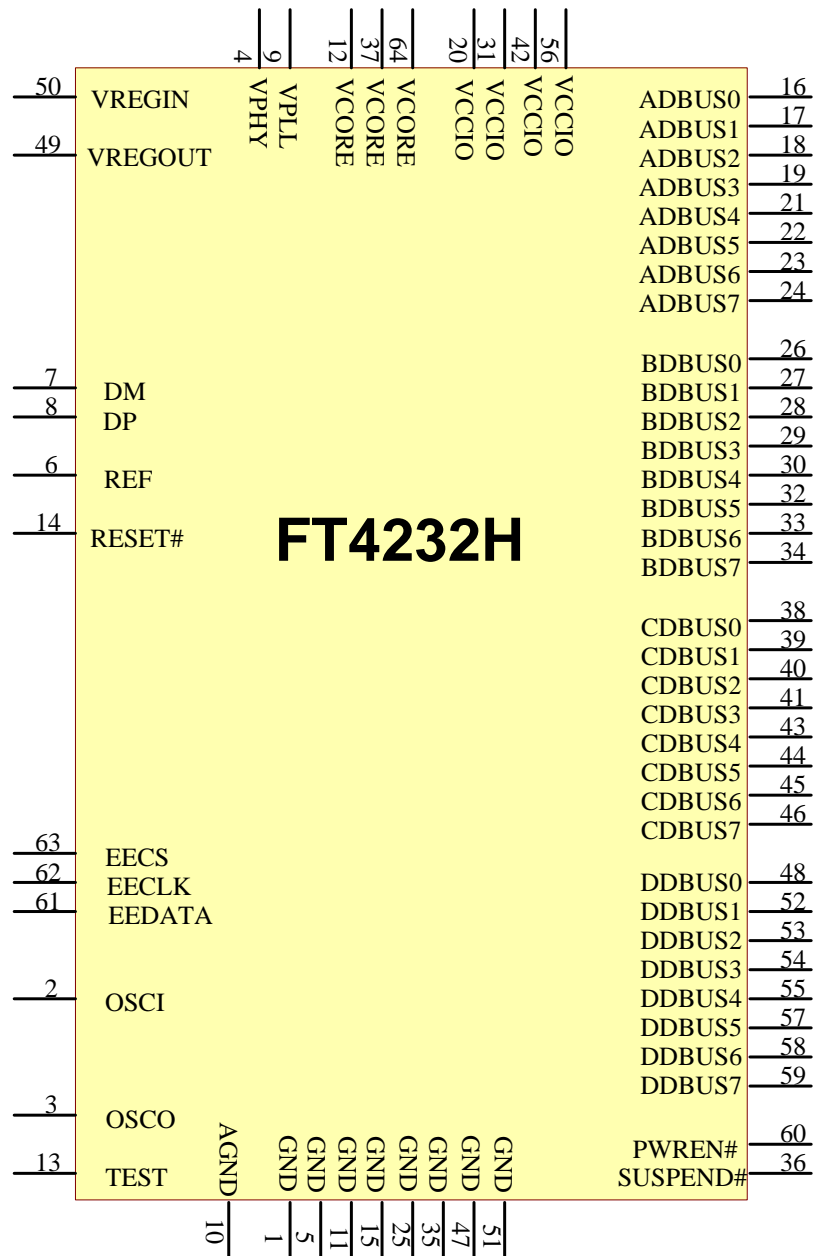 4 9 12 37 64 20 31 42 56
VPHY VPLL VCORE VCORE VCORE VCCIO VCCIO VCCIO VCCIO
50 VREGIN
49 VREGOUT
7 DM
8 DP
6 REF
14 RESET#
63 EECS
62 EECLK
61 EEDATA
2 OSCI
3 OSCO
13 TEST
FT4232H
ADBUS0 16
ADBUS1 17
ADBUS2 18
ADBUS3 19
ADBUS4 21
ADBUS5 22
ADBUS6 23
ADBUS7 24
BDBUS0 26
BDBUS1 27
BDBUS2 28
BDBUS3 29
BDBUS4 30
BDBUS5 32
BDBUS6 33
BDBUS7 34
CDBUS0 38
CDBUS1 39
CDBUS2 40
CDBUS3 41
CDBUS4 43
CDBUS5 44
CDBUS6 45
CDBUS7 46
DDBUS0 48
DDBUS1 52
DDBUS2 53
DDBUS3 54
DDBUS4 55
DDBUS5 57
DDBUS6 58
DDBUS7 59
PWREN# 60
SUSPEND# 36
AGND GND GND GND GND GND GND GND GND
10 1 5 11 15 25 35 47 51